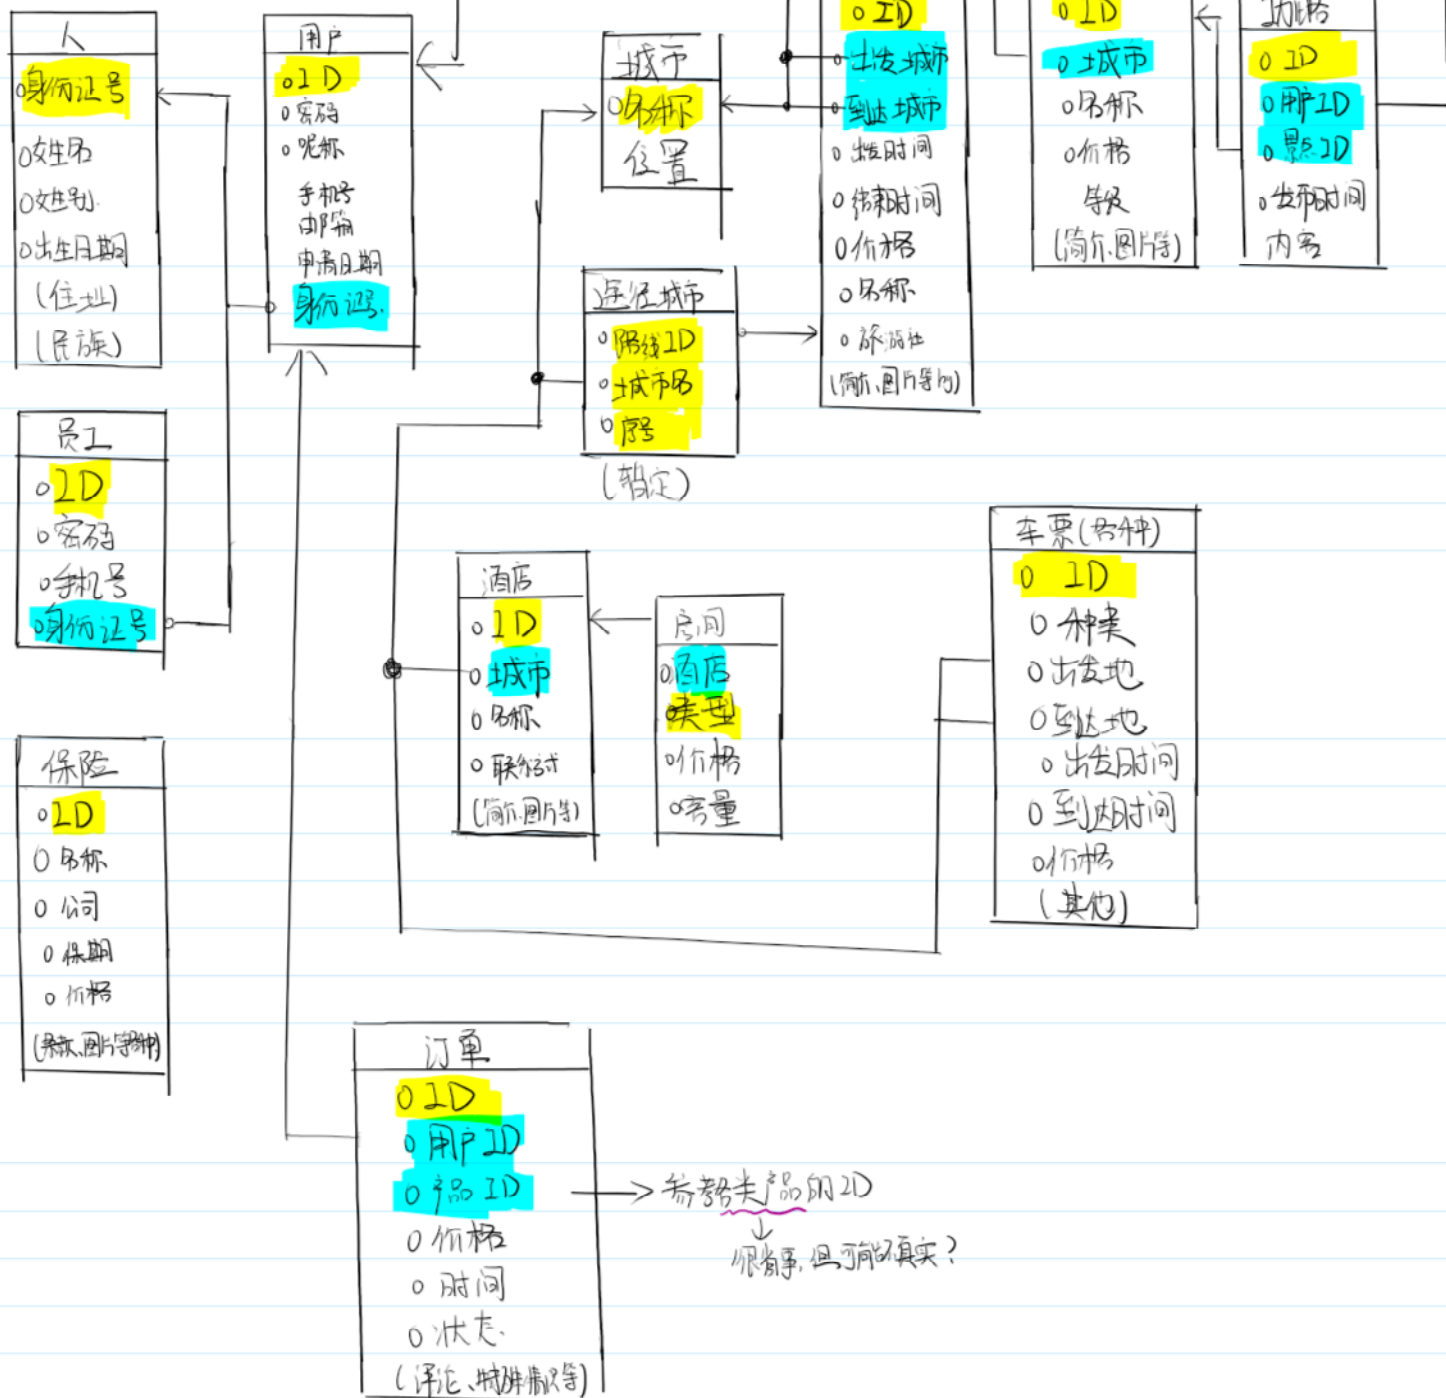 人
身份证号
姓名
性别
出生日期
(住址)
(民族)
用户
ID
密码
昵称
手机号
邮箱
申请日期
身份证号
城市
名称
位置
途径城市
路线ID
城市名
序号
(暂定)
ID
出发城市
到达城市
出发时间
结束时间
价格
名称
旅游社
(简介、图片等)
ID
城市
名称
价格
等级
(简介、图片等)
ID
用户ID
景点ID
发布时间
内容
员工
ID
密码
手机号
身份证号
酒店
ID
城市
名称
联系方式
(简介、图片等)
房间
酒店
类型
价格
容量
车票(各种)
ID
种类
出发地
到达地
出发时间
到达时间
价格
(其他)
保险
ID
名称
公司
保期
价格
(条款、图片等)
订单
ID
用户ID
产品ID
价格
时间
状态
(评论、特殊情况等)
参考各类产品的ID
很省事,但可能不真实?